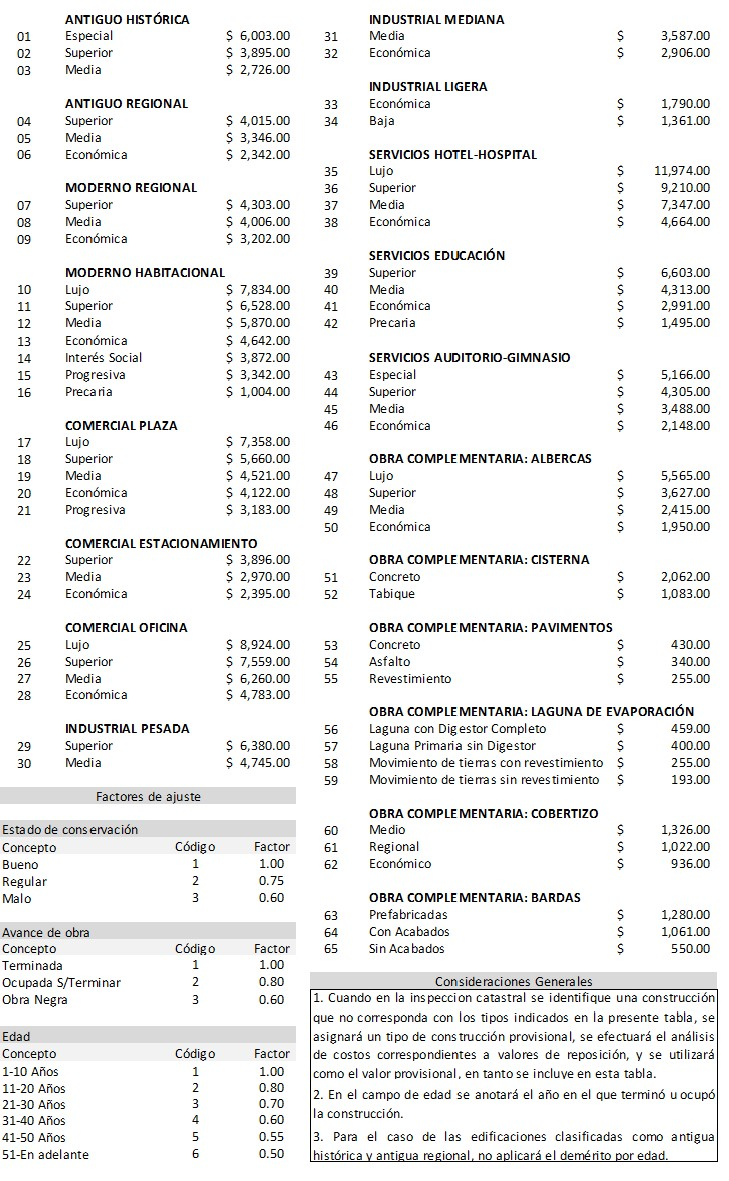 ANTIGUO HISTÓRICA
01 Especial $ 6,003.00
02 Superior $ 3,895.00
03 Media $ 2,726.00
ANTIGUO REGIONAL
04 Superior $ 4,015.00
05 Media $ 3,346.00
06 Económica $ 2,342.00
MODERNO REGIONAL
07 Superior $ 4,303.00
08 Media $ 4,006.00
09 Económica $ 3,202.00
MODERNO HABITACIONAL
10 Lujo $ 7,834.00
11 Superior $ 6,528.00
12 Media $ 5,870.00
13 Económica $ 4,642.00
14 Interés Social $ 3,872.00
15 Progresiva $ 3,342.00
16 Precaria $ 1,004.00
COMERCIAL PLAZA
17 Lujo $ 7,358.00
18 Superior $ 5,660.00
19 Media $ 4,521.00
20 Económica $ 4,122.00
21 Progresiva $ 3,183.00
COMERCIAL ESTACIONAMIENTO
22 Superior $ 3,896.00
23 Media $ 2,970.00
24 Económica $ 2,395.00
COMERCIAL OFICINA
25 Lujo $ 8,924.00
26 Superior $ 7,559.00
27 Media $ 6,260.00
28 Económica $ 4,783.00
INDUSTRIAL PESADA
29 Superior $ 6,380.00
30 Media $ 4,745.00
Factores de ajuste
Estado de conservación
Concepto Código Factor
Bueno 1 1.00
Regular 2 0.75
Malo 3 0.60
Avance de obra
Concepto Código Factor
Terminada 1 1.00
Ocupada S/Terminar 2 0.80
Obra Negra 3 0.60
Edad
Concepto Código Factor
1-10 Años 1 1.00
11-20 Años 2 0.80
21-30 Años 3 0.70
31-40 Años 4 0.60
41-50 Años 5 0.55
51-En adelante 6 0.50
INDUSTRIAL MEDIANA
31 Media $ 3,587.00
32 Económica $ 2,906.00
INDUSTRIAL LIGERA
33 Económica $ 1,790.00
34 Baja $ 1,361.00
SERVICIOS HOTEL-HOSPITAL
35 Lujo $ 11,974.00
36 Superior $ 9,210.00
37 Media $ 7,347.00
38 Económica $ 4,664.00
SERVICIOS EDUCACIÓN
39 Superior $ 6,603.00
40 Media $ 4,313.00
41 Económica $ 2,991.00
42 Precaria $ 1,495.00
SERVICIOS AUDITORIO-GIMNASIO
43 Especial $ 5,166.00
44 Superior $ 4,305.00
45 Media $ 3,488.00
46 Económica $ 2,148.00
OBRA COMPLEMENTARIA: ALBERCAS
47 Lujo $ 5,565.00
48 Superior $ 3,627.00
49 Media $ 2,415.00
50 Económica $ 1,950.00
OBRA COMPLEMENTARIA: CISTERNA
51 Concreto $ 2,062.00
52 Tabique $ 1,083.00
OBRA COMPLEMENTARIA: PAVIMENTOS
53 Concreto $ 430.00
54 Asfalto $ 340.00
55 Revestimiento $ 255.00
OBRA COMPLEMENTARIA: LAGUNA DE EVAPORACIÓN
56 Laguna con Digestor Completo $ 459.00
57 Laguna Primaria sin Digestor $ 400.00
58 Movimiento de tierras con revestimiento $ 255.00
59 Movimiento de tierras sin revestimiento $ 193.00
OBRA COMPLEMENTARIA: COBERTIZO
60 Medio $ 1,326.00
61 Regional $ 1,022.00
62 Económico $ 936.00
OBRA COMPLEMENTARIA: BARDAS
63 Prefabricadas $ 1,280.00
64 Con Acabados $ 1,061.00
65 Sin Acabados $ 550.00
Consideraciones Generales
1. Cuando en la inspeccion catastral se identifique una construcción
que no corresponda con los tipos indicados en la presente tabla, se
asignará un tipo de construcción provisional, se efectuará el análisis
de costos correspondientes a valores de reposición, y se utilizará
como el valor provisional, en tanto se incluye en esta tabla.
2. En el campo de edad se anotará el año en el que terminó u ocupó
la construcción.
3. Para el caso de las edificaciones clasificadas como antigua
histórica y antigua regional, no aplicará el demérito por edad.